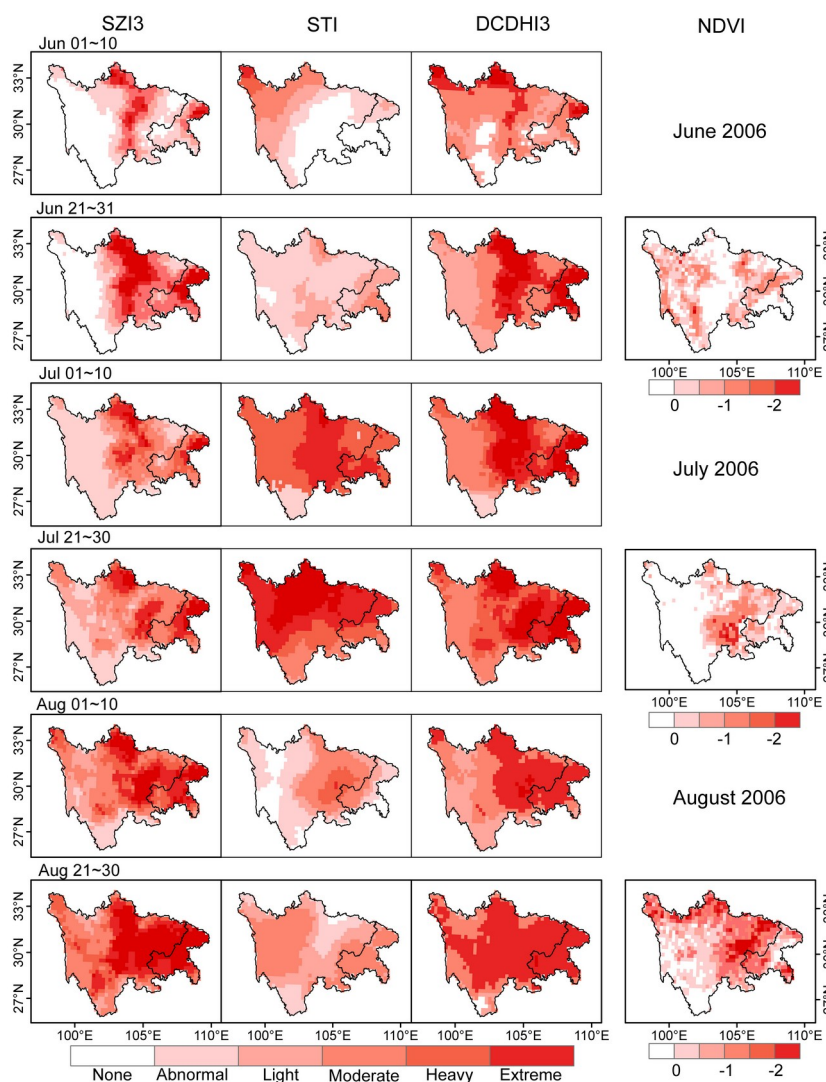 SZI3 STI DCDHI3 NDVI
Jun 01~10
33°N
30°N
27°N
June 2006
Jun 21~31
33°N
30°N
27°N
100°E 105°E 110°E
0 -1 -2
Jul 01~10
33°N
30°N
27°N
July 2006
Jul 21~30
33°N
30°N
27°N
100°E 105°E 110°E
0 -1 -2
Aug 01~10
33°N
30°N
27°N
August 2006
Aug 21~30
33°N
30°N
27°N
100°E 105°E 110°E 100°E 105°E 110°E 100°E 105°E 110°E 100°E 105°E 110°E
None Abnormal Light Moderate Heavy Extreme
0 -1 -2